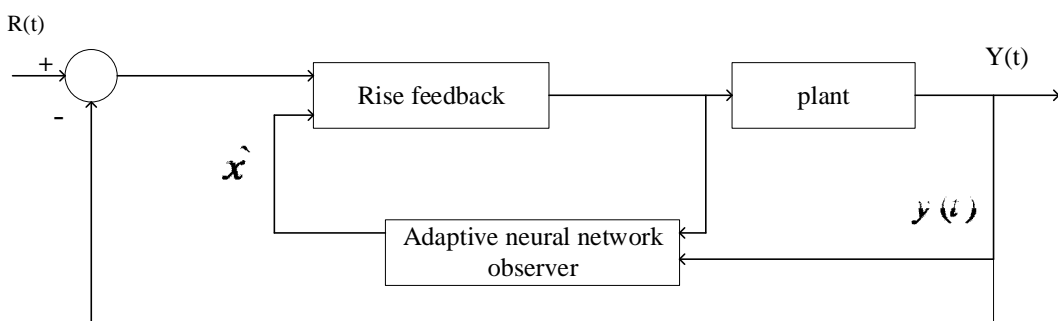 R(t)
+
-
Rise feedback
plant
Y(t)
x̂
y(t)
Adaptive neural network
observer